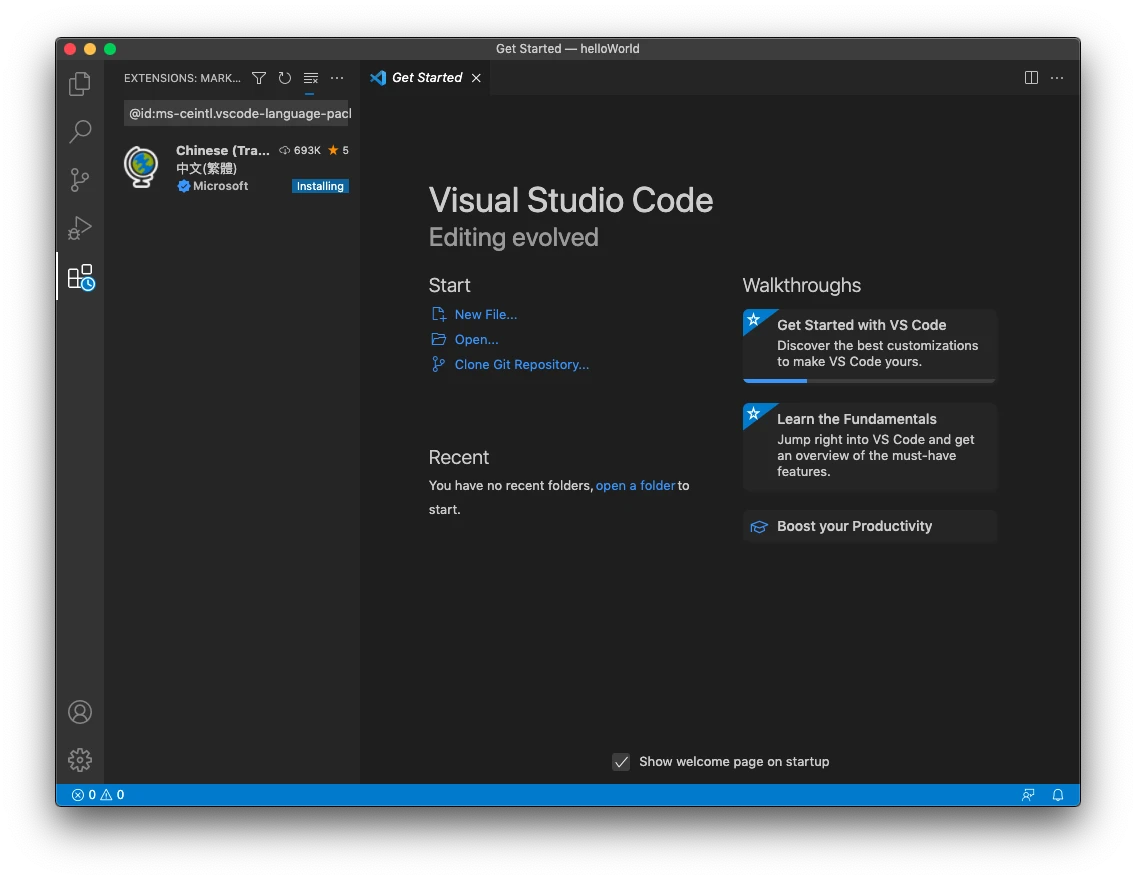 Get Started — helloWorld
EXTENSIONS: MARK...
@id:ms-ceintl.vscode-language-pacl
Chinese (Tra... 693K ★ 5
中文(繁體)
Microsoft Installing
Get Started
Visual Studio Code
Editing evolved
Start
New File...
Open...
Clone Git Repository...
Recent
You have no recent folders, open a folder to
start.
Walkthroughs
Get Started with VS Code
Discover the best customizations
to make VS Code yours.
Learn the Fundamentals
Jump right into VS Code and get
an overview of the must-have
features.
Boost your Productivity
Show welcome page on startup
0 0